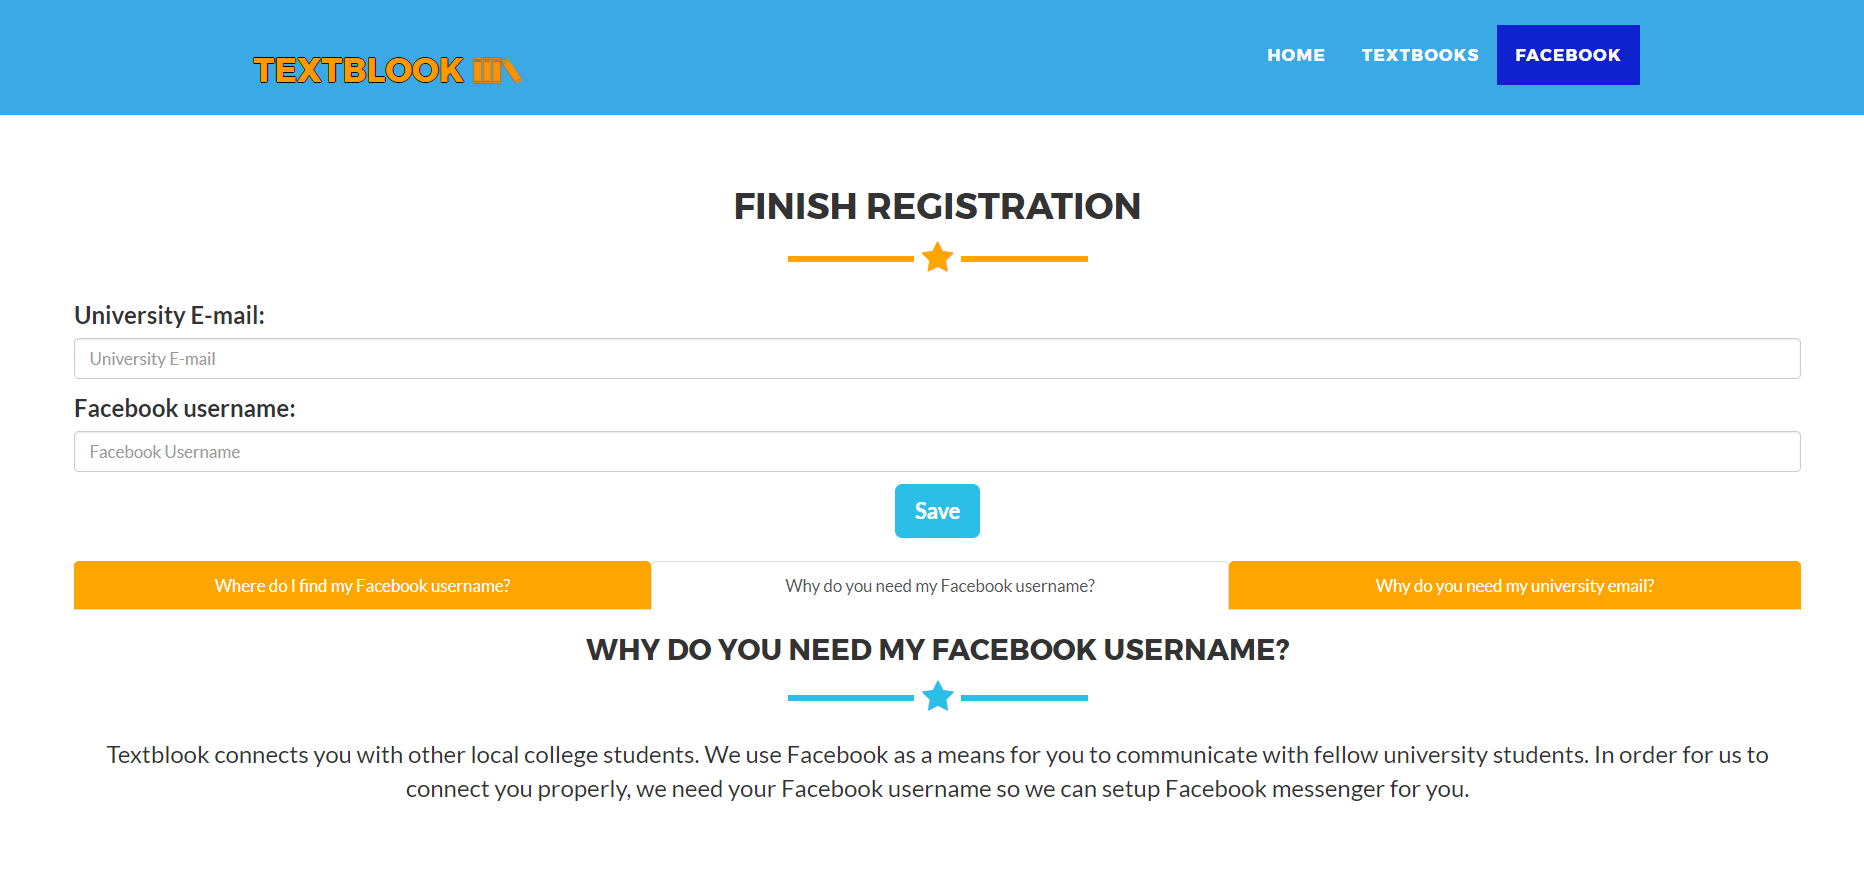 TEXTBLOOK
HOME TEXTBOOKS FACEBOOK
FINISH REGISTRATION
University E-mail:
University E-mail
Facebook username:
Facebook Username
Save
Where do I find my Facebook username? Why do you need my Facebook username? Why do you need my university email?
WHY DO YOU NEED MY FACEBOOK USERNAME?
Textblook connects you with other local college students. We use Facebook as a means for you to communicate with fellow university students. In order for us to
connect you properly, we need your Facebook username so we can setup Facebook messenger for you.